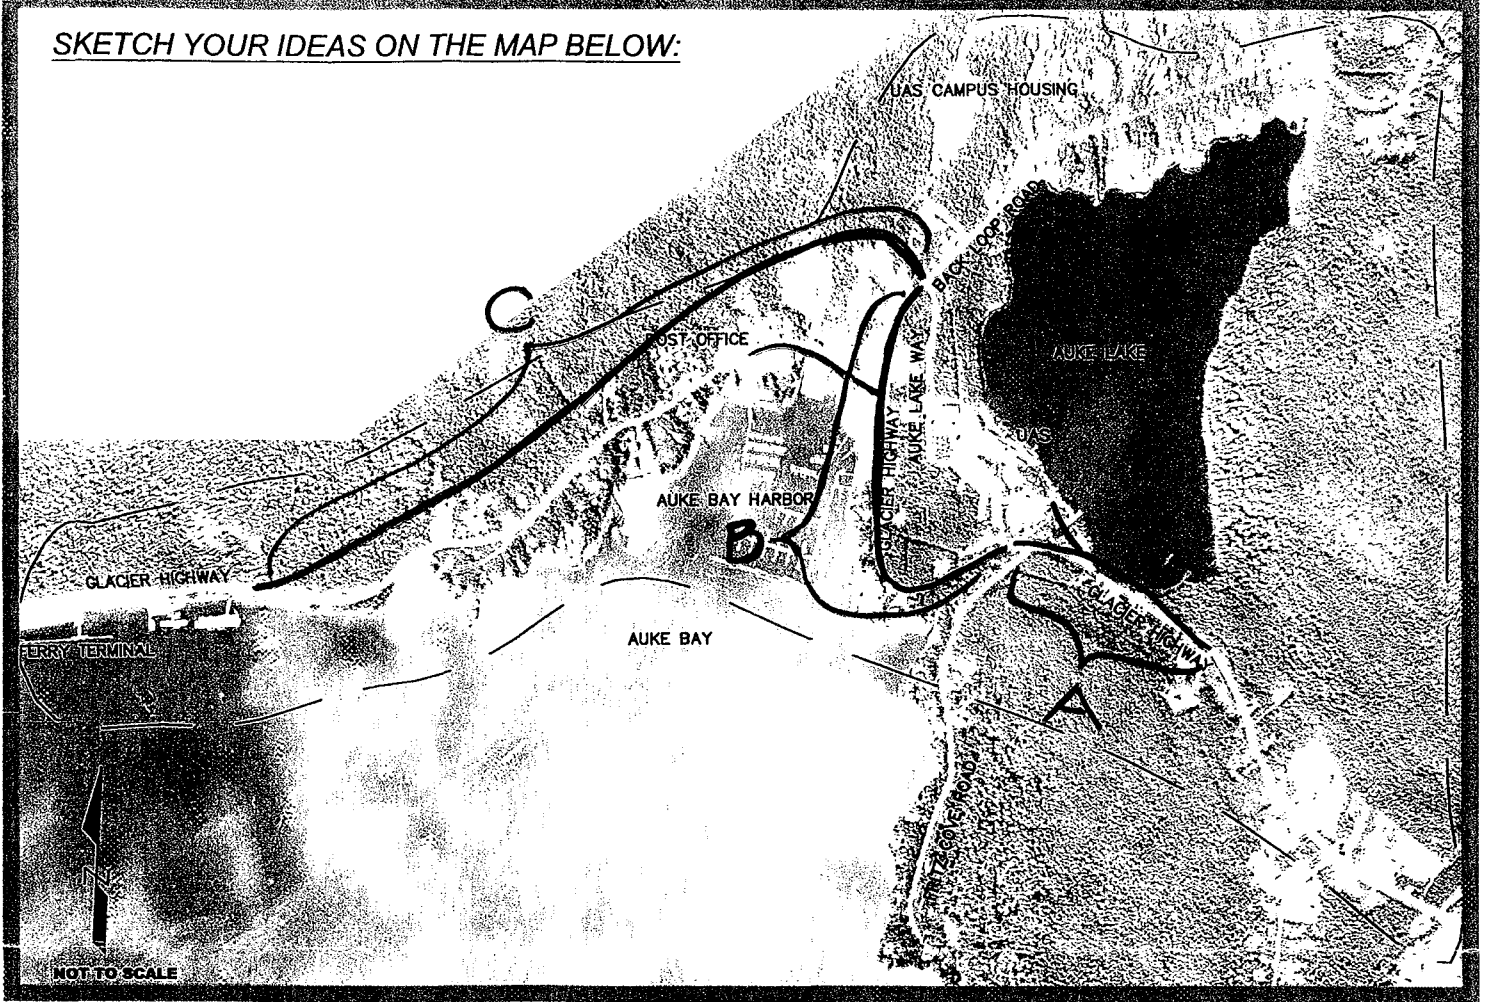 SKETCH YOUR IDEAS ON THE MAP BELOW:
UAS CAMPUS HOUSING
BACK LOOP ROAD
C
POST OFFICE
AUKE LAKE
AUKE LAKE WAY
GLACIER HIGHWAY
UAS
AUKE BAY HARBOR
B
GLACIER HIGHWAY
GLACIER HIGHWAY
AUKE BAY
FERRY TERMINAL
A
FRITZ COVE ROAD
N
NOT TO SCALE